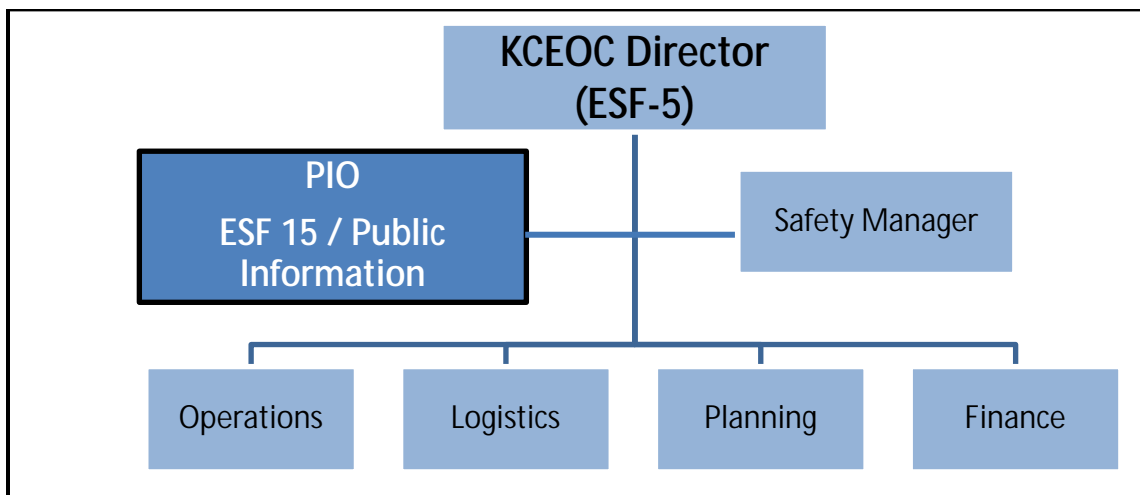 KCEOC Director
(ESF-5)
PIO
ESF 15 / Public
Information
Safety Manager
Operations
Logistics
Planning
Finance